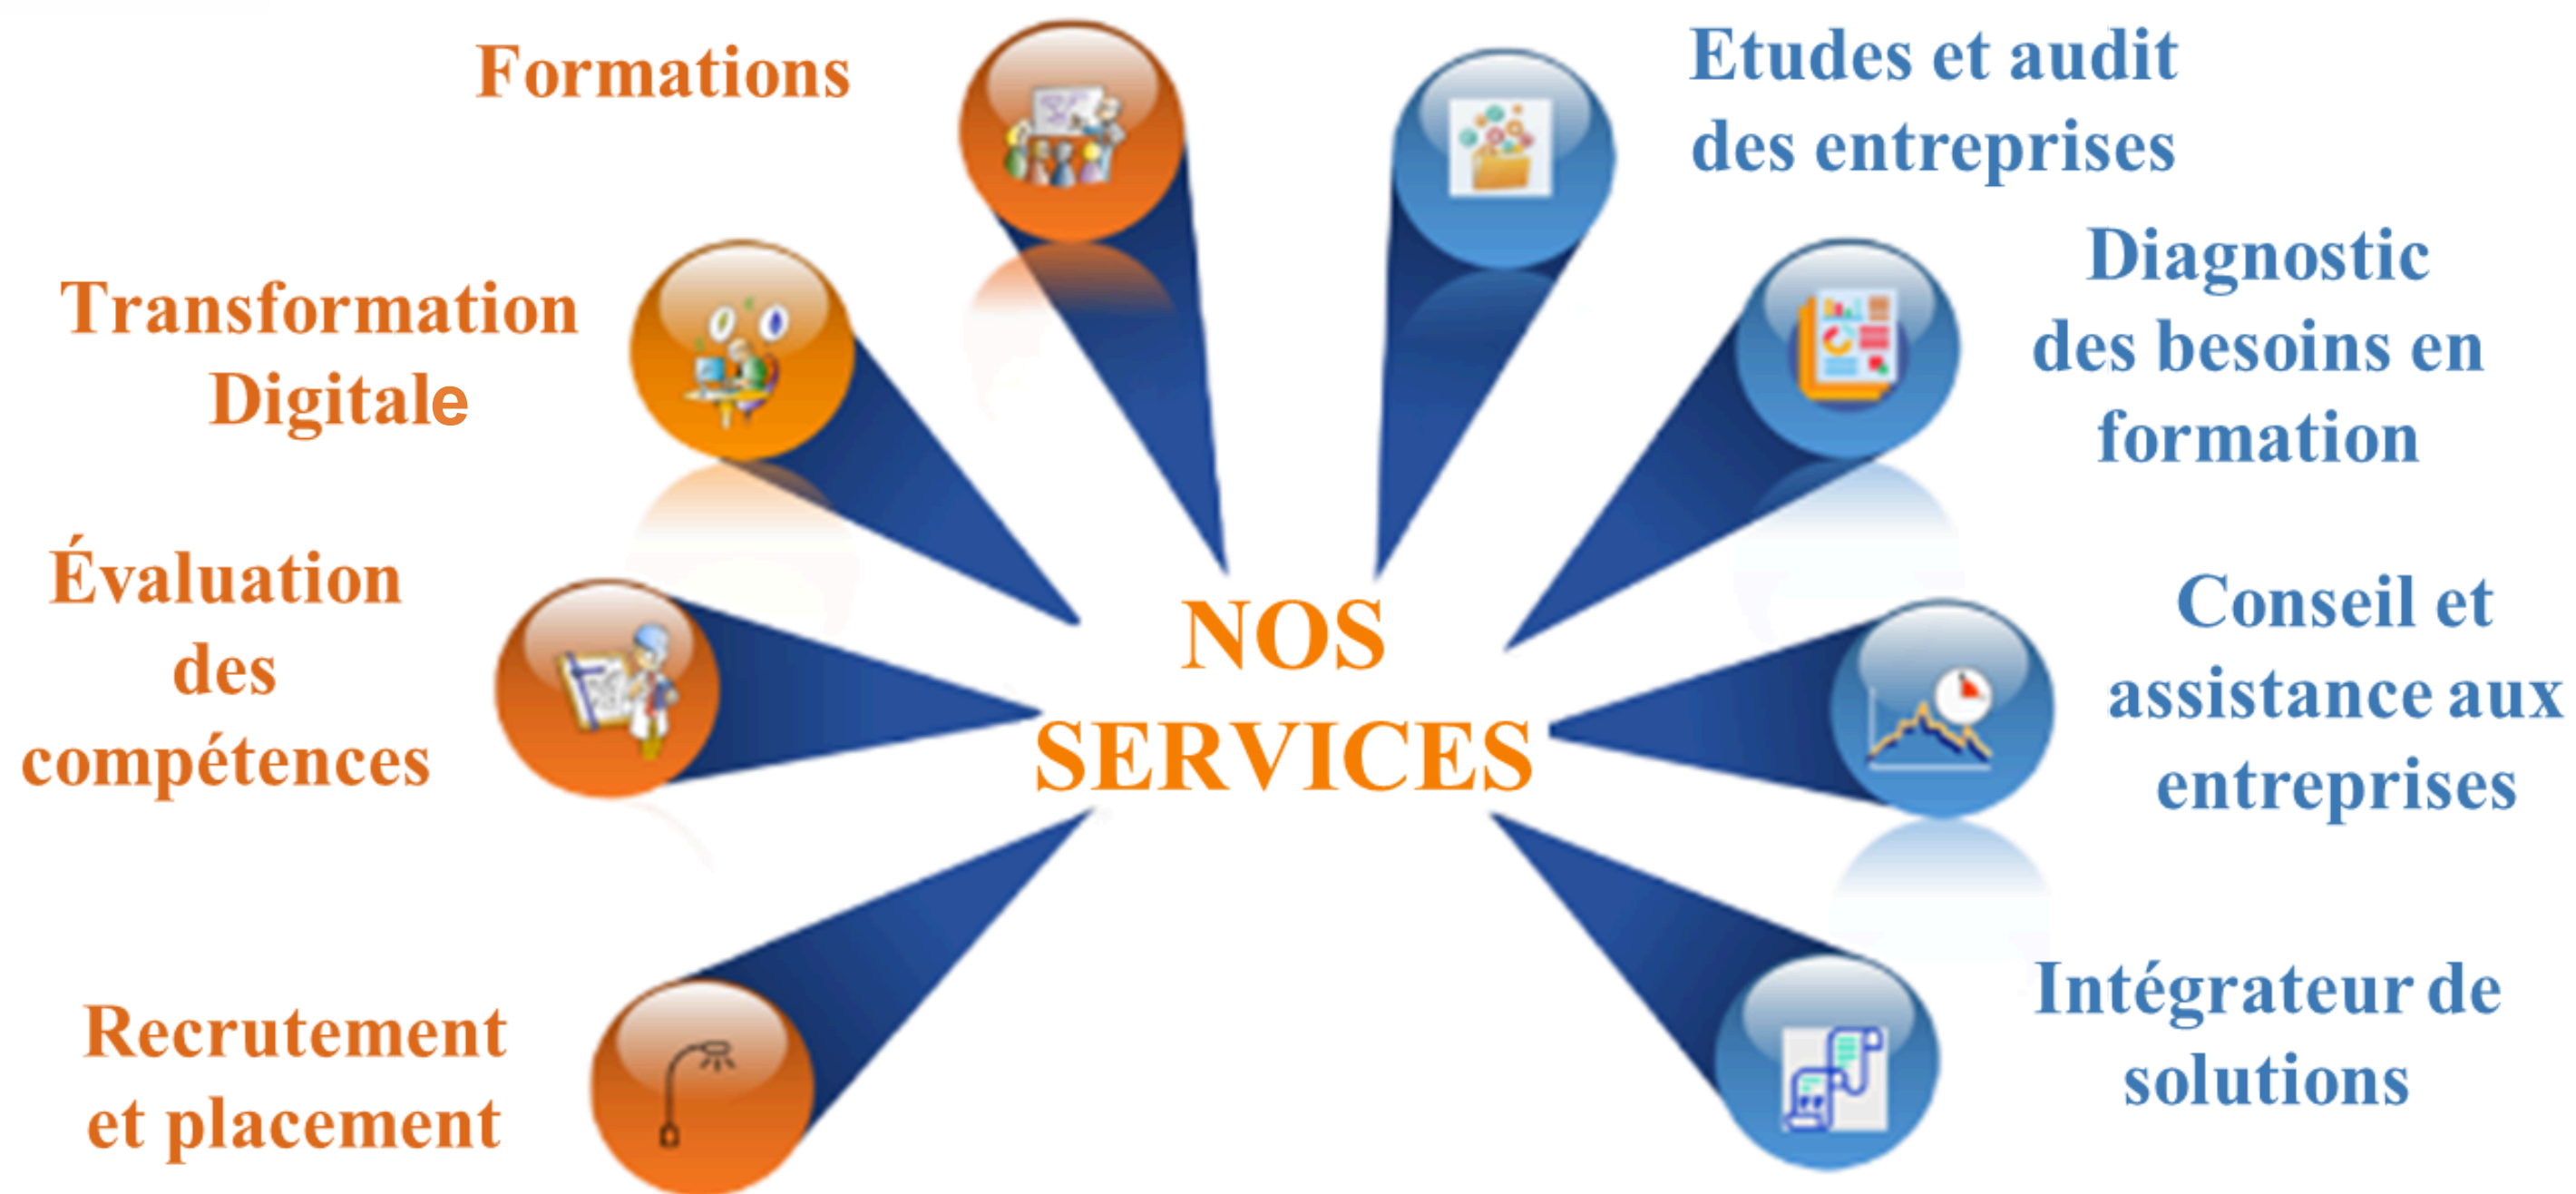 Formations
Transformation
Digitale
Évaluation
des
compétences
Recrutement
et placement
NOS
SERVICES
Etudes et audit
des entreprises
Diagnostic
des besoins en
formation
Conseil et
assistance aux
entreprises
Intégrateur de
solutions